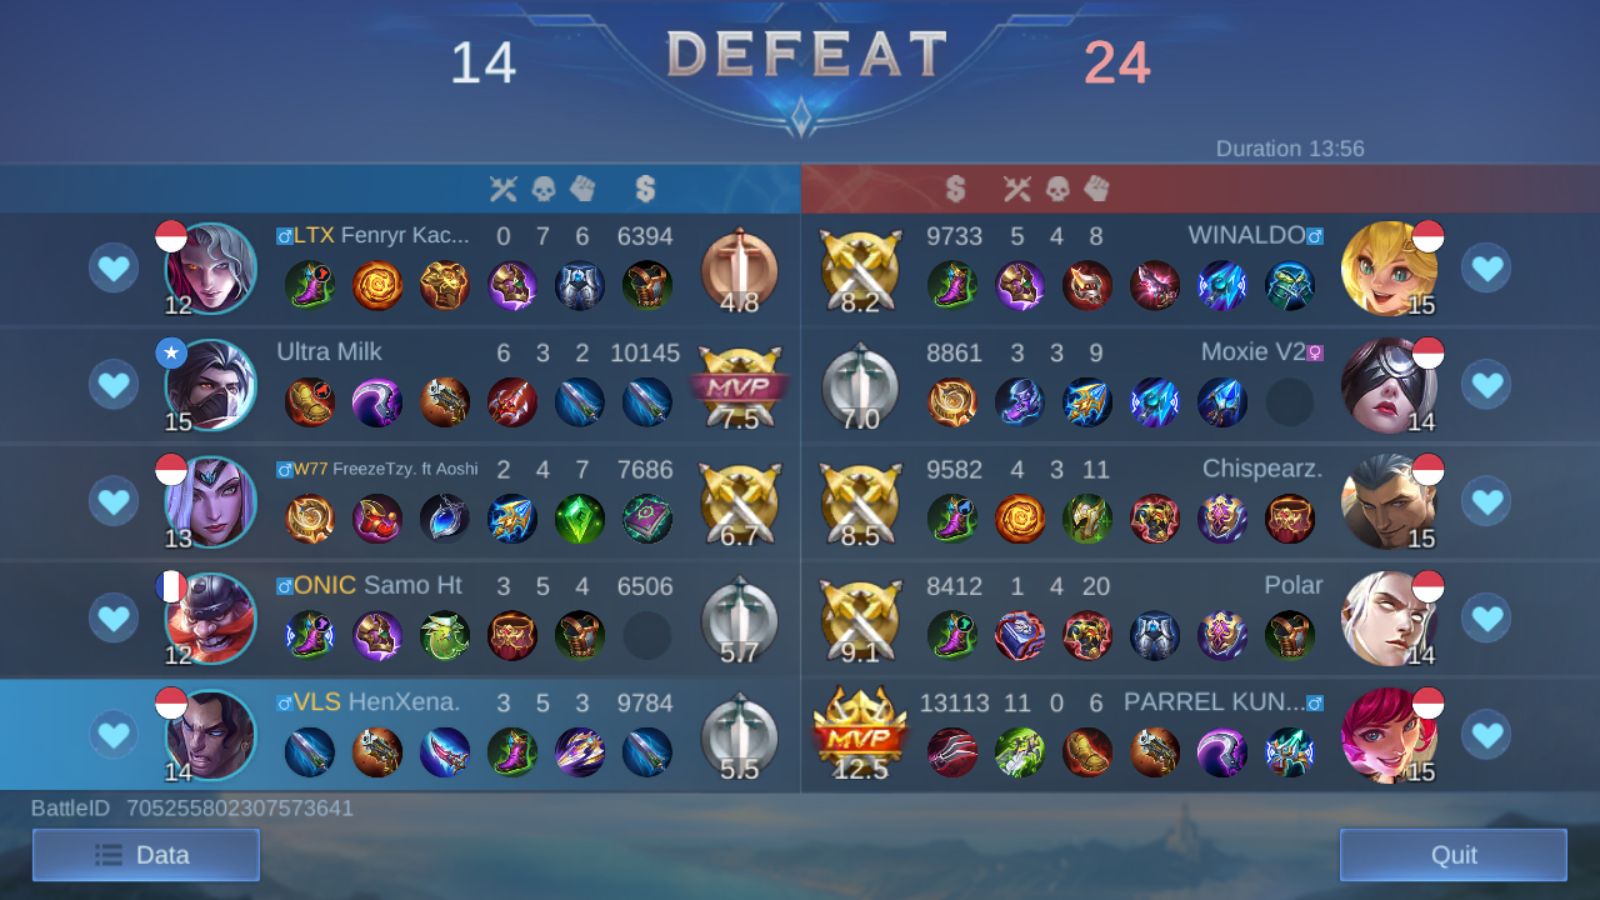 14 DEFEAT 24
Duration 13:56
LTX Fenryr Kac... 0 7 6 6394
12 4.8
9733 5 4 8 WINALDO
8.2 15
Ultra Milk 6 3 2 10145
15 MVP 7.5
8861 3 3 9 Moxie V2
7.0 14
W77 FreezeTzy. ft Aoshi 2 4 7 7686
13 6.7
9582 4 3 11 Chispearz.
8.5 15
ONIC Samo Ht 3 5 4 6506
12 5.7
8412 1 4 20 Polar
9.1 14
VLS HenXena. 3 5 3 9784
14 5.5
13113 11 0 6 PARREL KUN...
MVP 12.5 15
BattleID 705255802307573641
Data
Quit